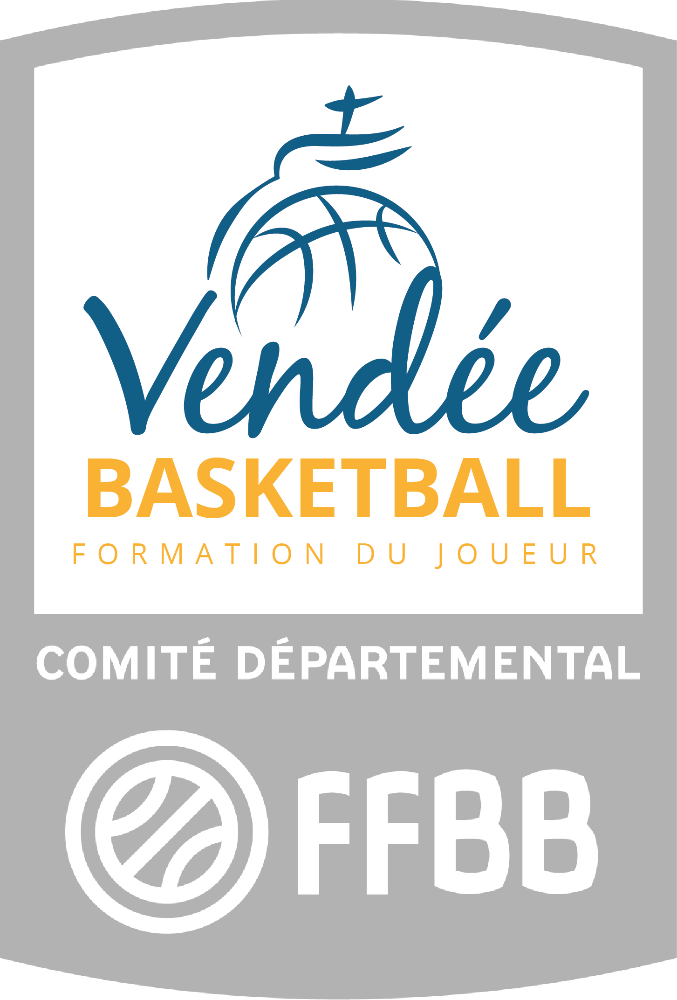 Vendée
BASKETBALL
FORMATION DU JOUEUR
COMITÉ DÉPARTEMENTAL
FFBB